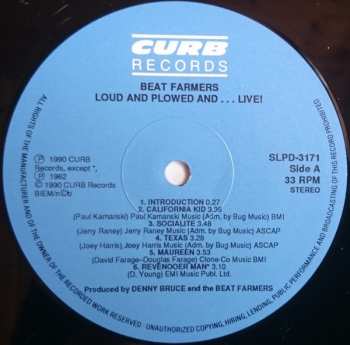 CURB
RECORDS
BEAT FARMERS
LOUD AND PLOWED AND . . . LIVE!
SLPD-3171
Side A
33 RPM
STEREO
℗ 1990 CURB
Records, except *,
℗ 1982
© 1990 CURB Records
BIEM/mcb
1. INTRODUCTION 0.27
2. CALIFORNIA KID 3.35
(Paul Kamanski) Paul Kamanski Music (Adm. by Bug Music) BMI
3. SOCIALITE 3.48
(Jerry Raney) Jerry Raney Music (Adm. by Bug Music) ASCAP
4. TEXAS 3.28
(Joey Harris) Joey Harris Music (Adm. by Bug Music) ASCAP
5. MAUREEN 3.53
(David Farage–Douglas Farage) Clone-Co Music BMI
6. REVENOOER MAN* 3.10
(D. Young) EMI Music Publ. Ltd.
Produced by DENNY BRUCE and the BEAT FARMERS
ALL RIGHTS OF THE MANUFACTURER AND OF THE OWNER OF THE RECORDED WORK RESERVED
UNAUTHORIZED COPYING, HIRING, LENDING, PUBLIC PERFORMANCE AND BROADCASTING OF THIS RECORD PROHIBITED